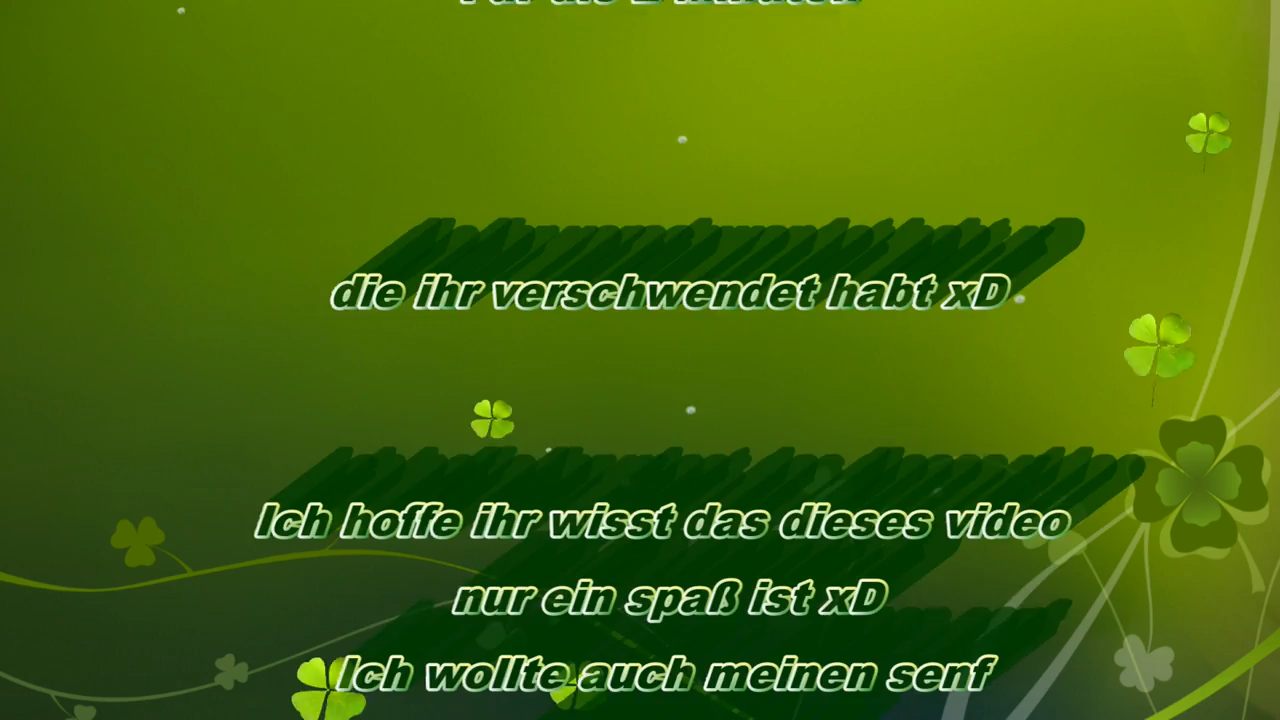 die ihr verschwendet habt xD
Ich hoffe ihr wisst das dieses video
nur ein spaß ist xD
Ich wollte auch meinen senf